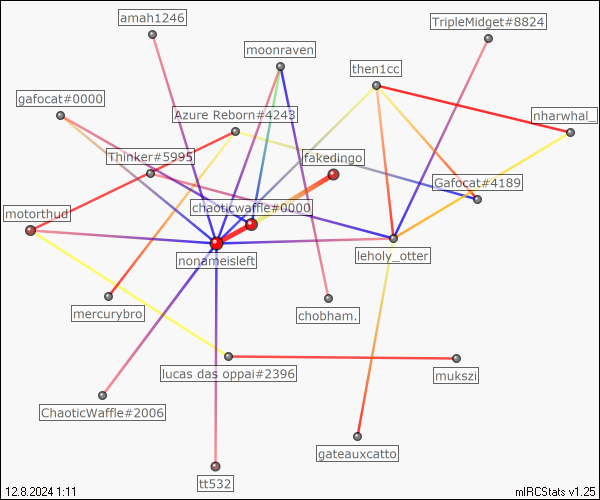 amah1246
TripleMidget#8824
moonraven
then1cc
gafocat#0000
Azure Reborn#4243
nharwhal_
Thinker#5995
fakedingo
Gafocat#4189
chaoticwaffle#0000
motorthud
nonameisleft
leholy_otter
mercurybro
chobham.
lucas das oppai#2396
mukszi
ChaoticWaffle#2006
gateauxcatto
tt532
12.8.2024 1:11
mIRCStats v1.25